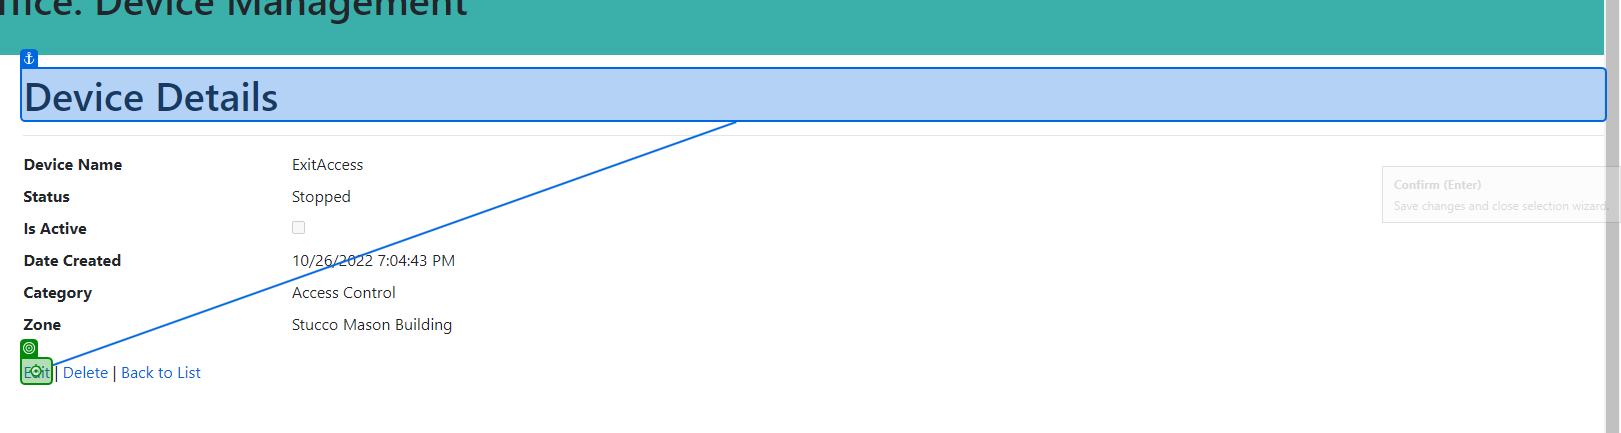 Device Management
Device Details
Device Name ExitAccess
Status Stopped
Is Active
Date Created 10/26/2022 7:04:43 PM
Category Access Control
Zone Stucco Mason Building
Edit | Delete | Back to List
Confirm (Enter)
Save changes and close selection wizard.